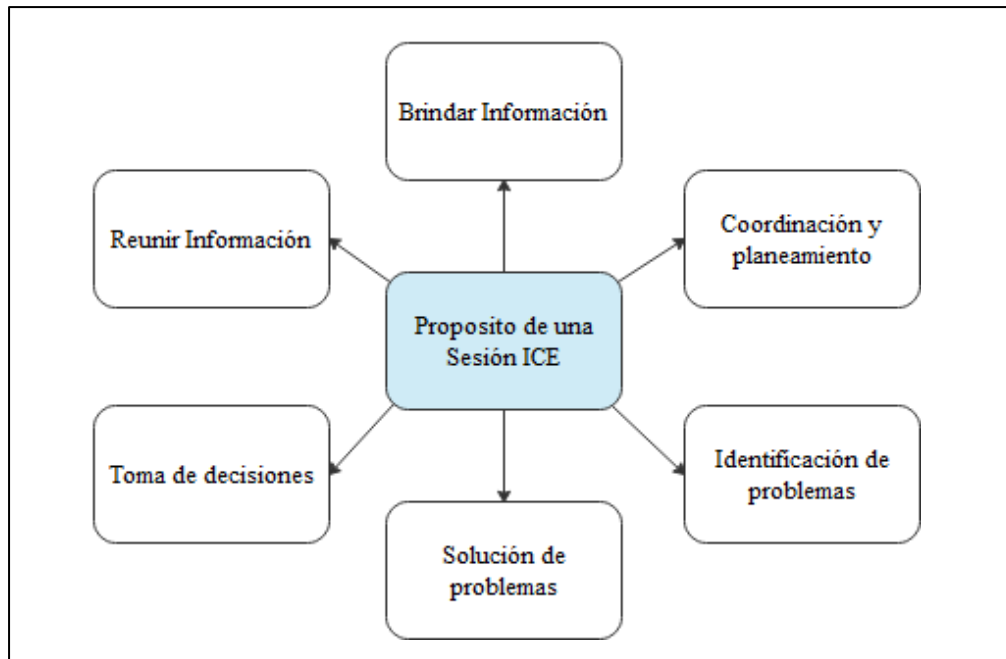 Brindar Información
Reunir Información
Coordinación y
planeamiento
Proposito de una
Sesión ICE
Toma de decisiones
Identificación de
problemas
Solución de
problemas